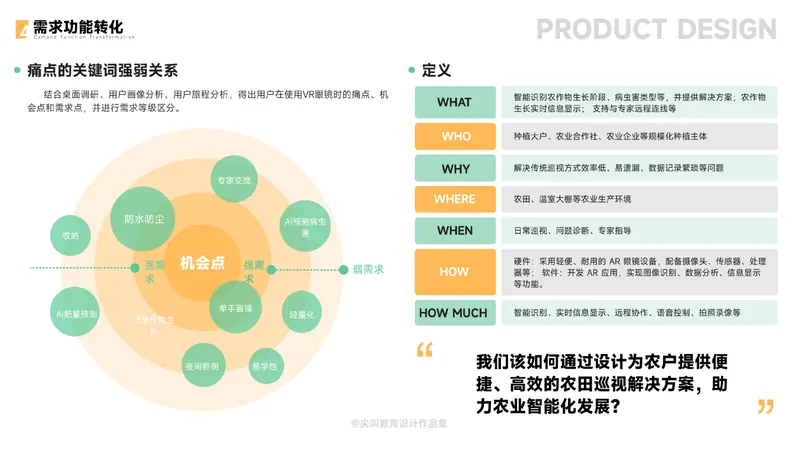 4
需求功能转化
Demand Function Transformation
PRODUCT DESIGN
痛点的关键词强弱关系
结合桌面调研、用户画像分析、用户旅程分析，得出用户在使用VR眼镜时的痛点、机
会点和需求点，并进行需求等级区分。
专家交流
防水防尘
AI预测病虫
害
收纳
机会点
强需
求
强需
求
弱需求
AI肥量预测
单手盲操
轻量化
记录作物生
长
夜间照明
易学性
定义
WHAT
智能识别农作物生长阶段、病虫害类型等，并提供解决方案；农作物
生长实时信息显示； 支持与专家远程连线等
WHO
种植大户、农业合作社、农业企业等规模化种植主体
WHY
解决传统巡视方式效率低、易遗漏、数据记录繁琐等问题
WHERE
农田、温室大棚等农业生产环境
WHEN
日常巡视、问题诊断、专家指导
HOW
硬件：采用轻便、耐用的 AR 眼镜设备，配备摄像头、传感器、处理
器等； 软件：开发 AR 应用，实现图像识别、数据分析、信息显示
等功能。
HOW MUCH
智能识别、实时信息显示、远程协作、语音控制、拍照录像等
“
我们该如何通过设计为农户提供便
捷、高效的农田巡视解决方案，助
力农业智能化发展？
”
@尖叫教育设计作品集